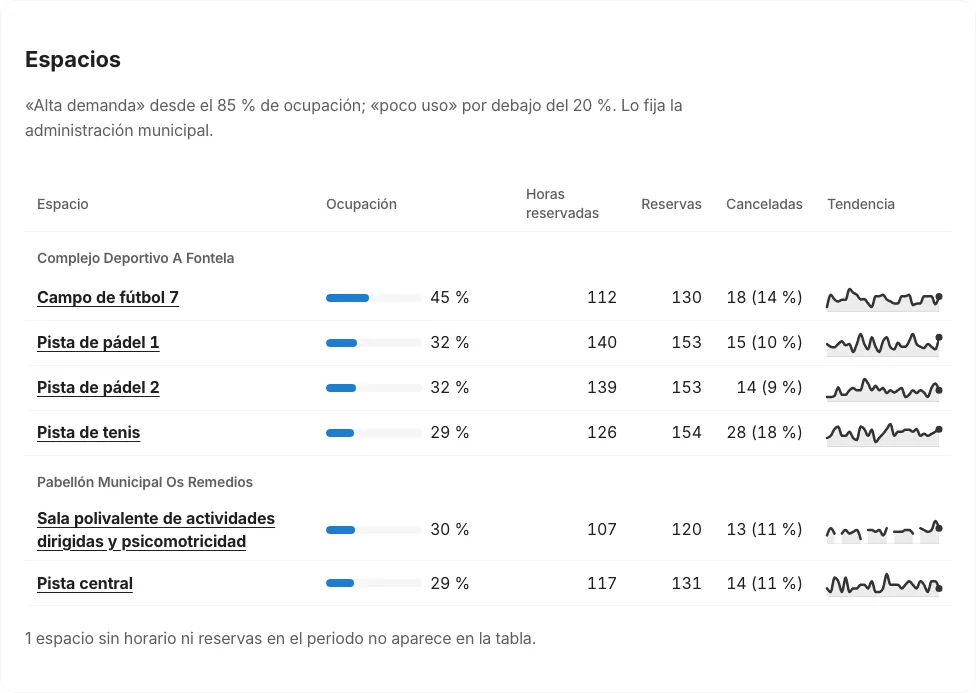 Espacios
«Alta demanda» desde el 85 % de ocupación; «poco uso» por debajo del 20 %. Lo fija la
administración municipal.
Espacio Ocupación Horas reservadas Reservas Canceladas Tendencia
Complejo Deportivo A Fontela
Campo de fútbol 7 45 % 112 130 18 (14 %)
Pista de pádel 1 32 % 140 153 15 (10 %)
Pista de pádel 2 32 % 139 153 14 (9 %)
Pista de tenis 29 % 126 154 28 (18 %)
Pabellón Municipal Os Remedios
Sala polivalente de actividades
dirigidas y psicomotricidad 30 % 107 120 13 (11 %)
Pista central 29 % 117 131 14 (11 %)
1 espacio sin horario ni reservas en el periodo no aparece en la tabla.